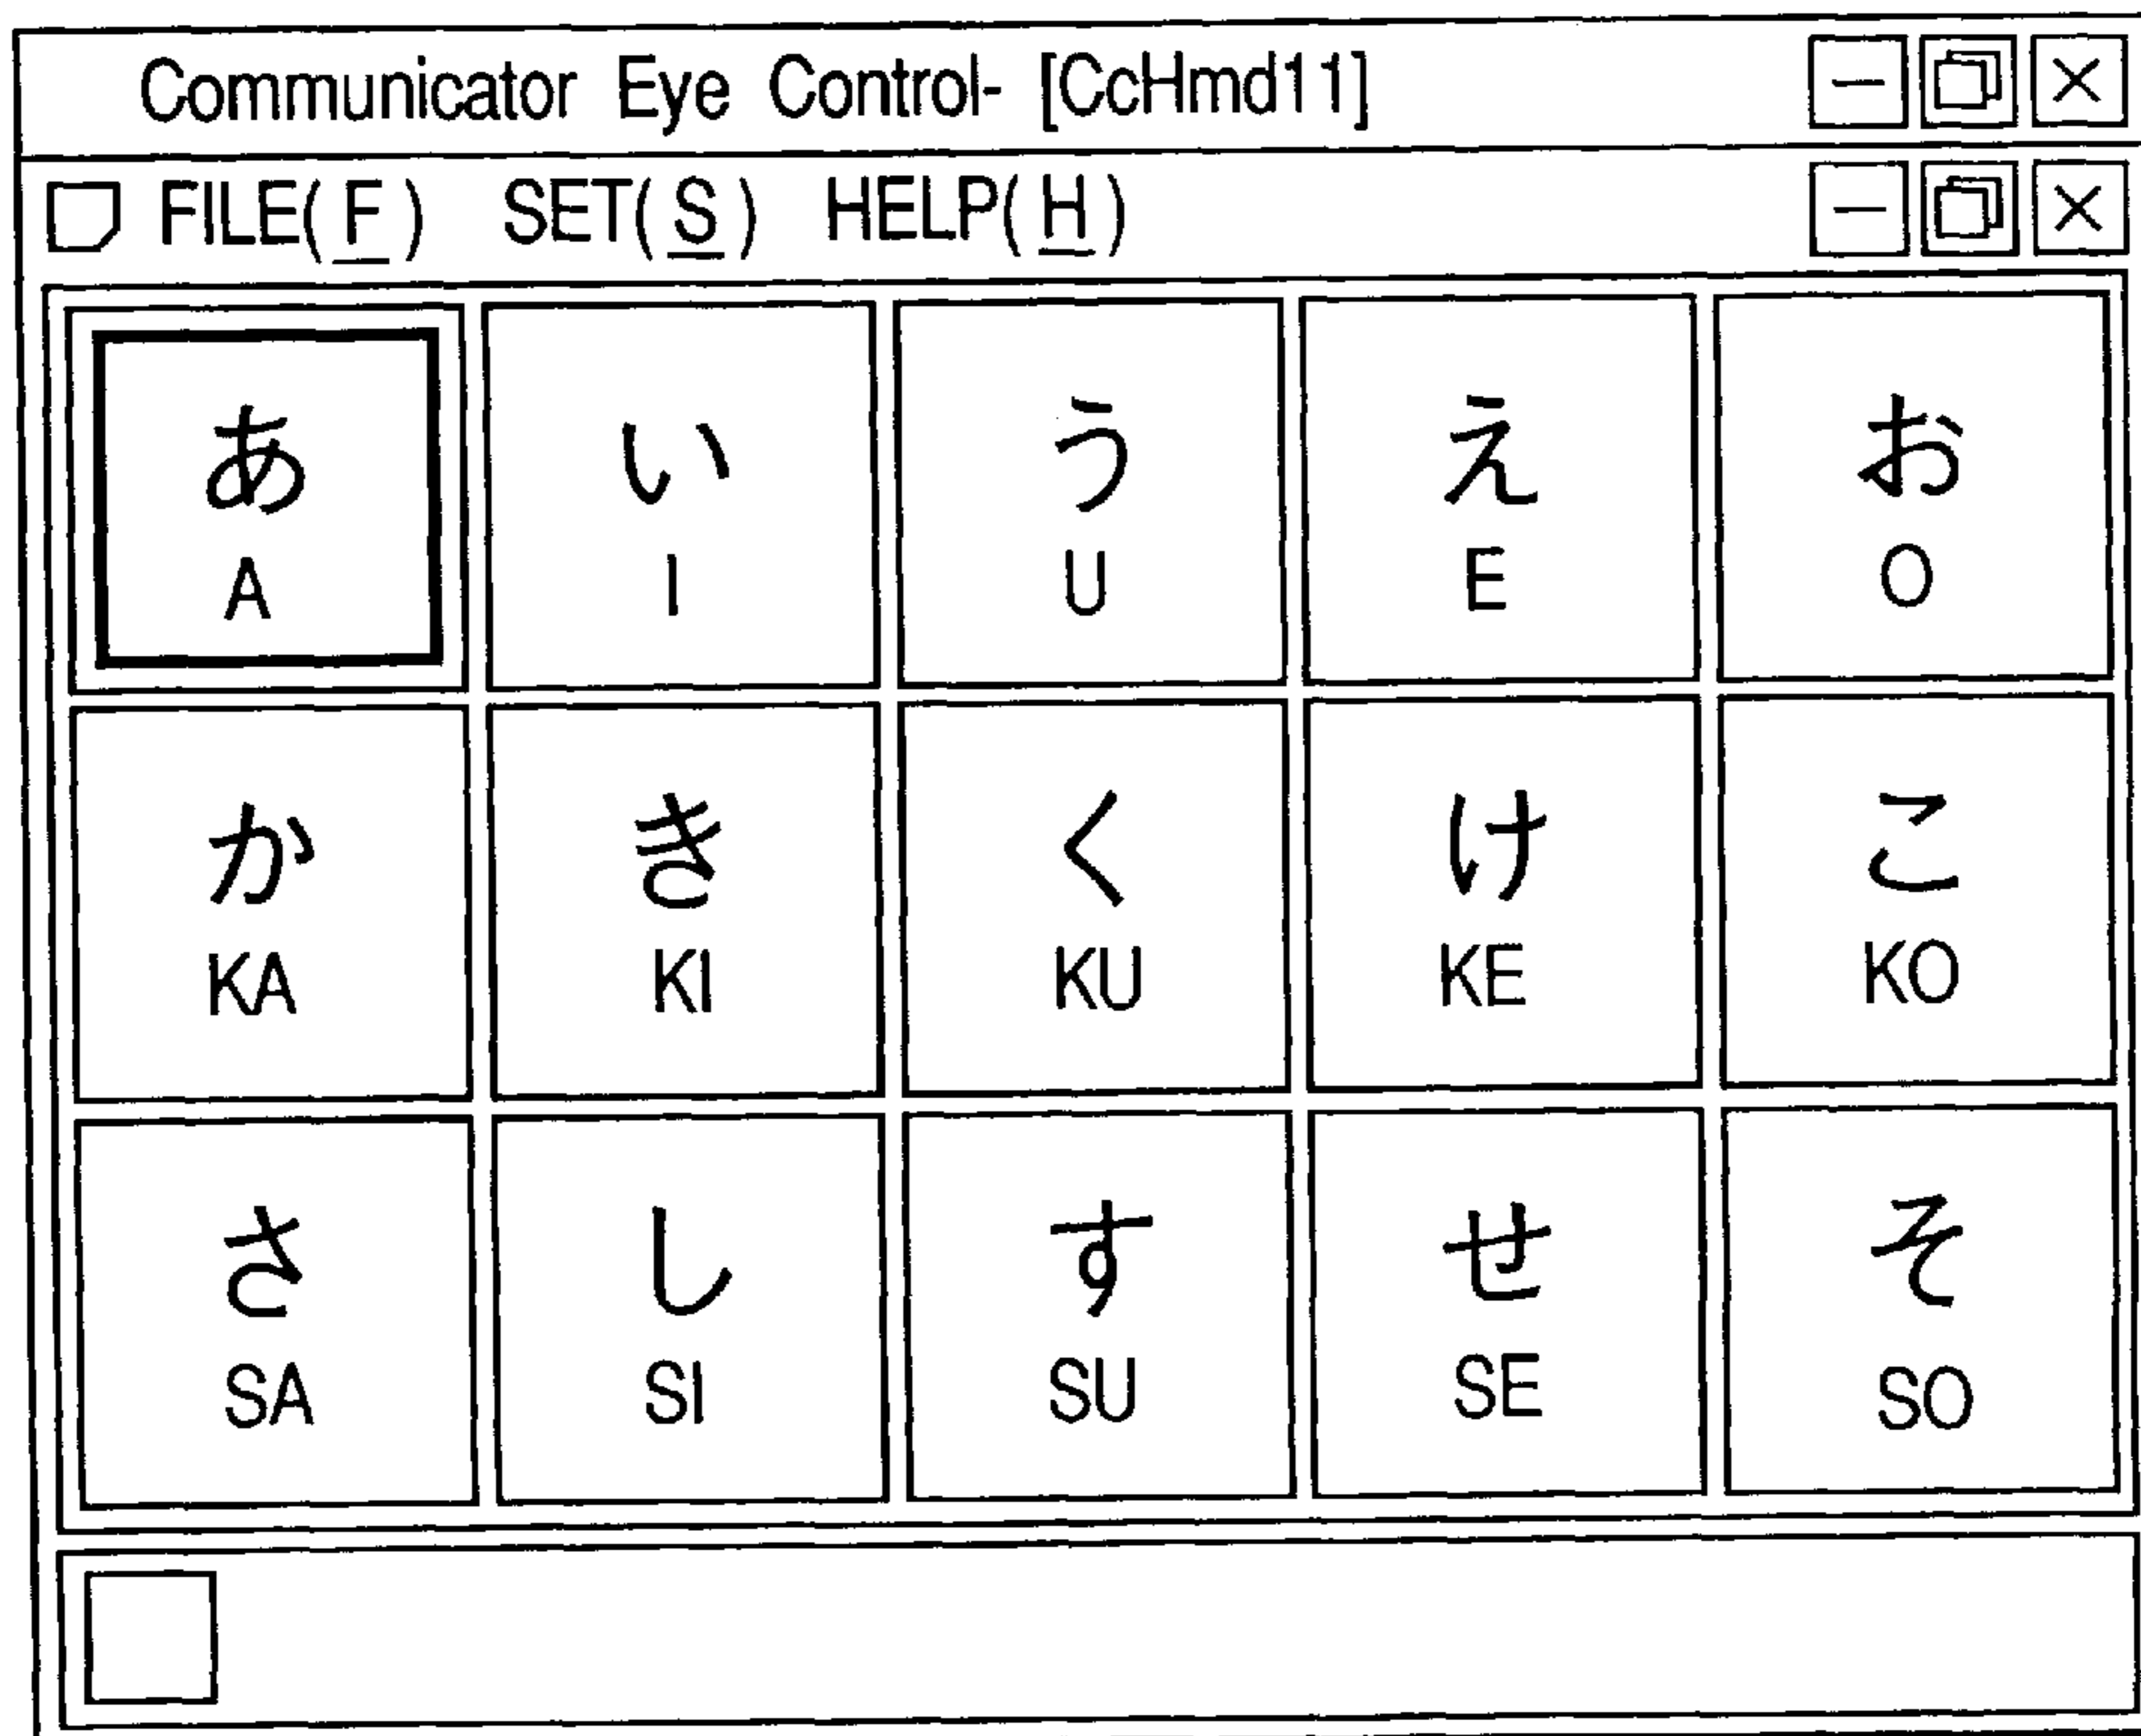 Communicator Eye Control- [CcHmd11]
FILE(F) SET(S) HELP(H)
あ い う え お
A I U E O
か き く け こ
KA KI KU KE KO
さ し す せ そ
SA SI SU SE SO